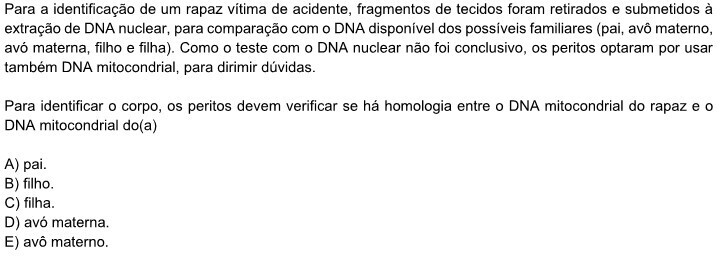 Para a identificação de um rapaz vítima de acidente, fragmentos de tecidos foram retirados e submetidos à
extração de DNA nuclear, para comparação com o DNA disponível dos possíveis familiares (pai, avô materno,
avó materna, filho e filha). Como o teste com o DNA nuclear não foi conclusivo, os peritos optaram por usar
também DNA mitocondrial, para dirimir dúvidas.
Para identificar o corpo, os peritos devem verificar se há homologia entre o DNA mitocondrial do rapaz e o
DNA mitocondrial do(a)
A) pai.
B) filho.
C) filha.
D) avó materna.
E) avô materno.